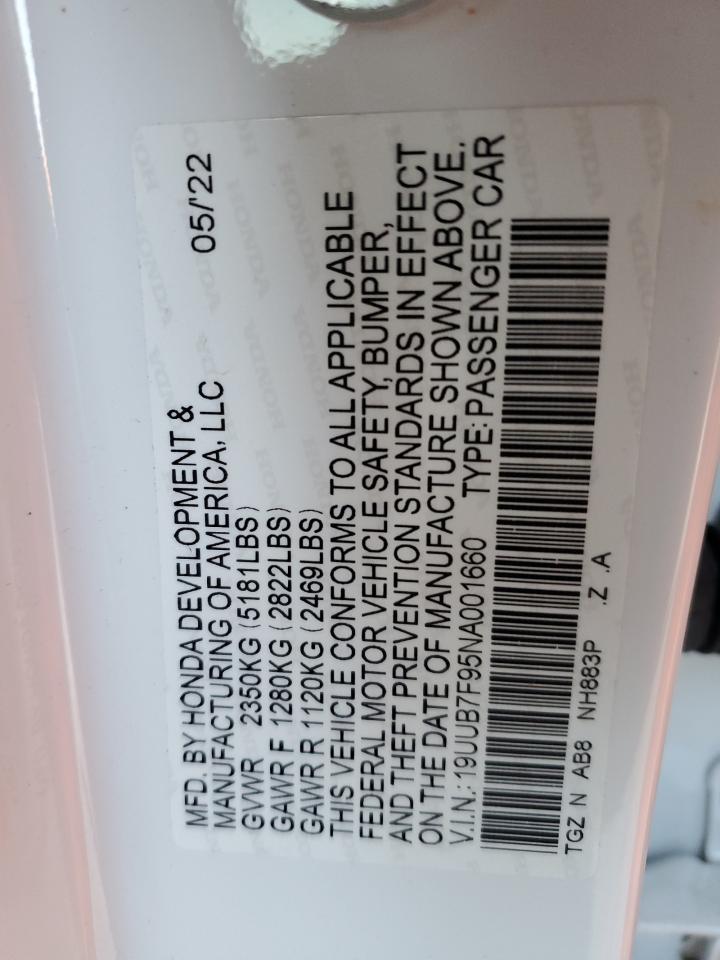 MFD. BY HONDA DEVELOPMENT &
MANUFACTURING OF AMERICA, LLC 05/'22
GVWR 2350KG (5181LBS)
GAWR F 1280KG (2822LBS)
GAWR R 1120KG (2469LBS)
THIS VEHICLE CONFORMS TO ALL APPLICABLE
FEDERAL MOTOR VEHICLE SAFETY, BUMPER,
AND THEFT PREVENTION STANDARDS IN EFFECT
ON THE DATE OF MANUFACTURE SHOWN ABOVE.
V.I.N.: 19UUB7F95NA001660 TYPE: PASSENGER CAR
TGZ N AB8 NH883P .Z .A